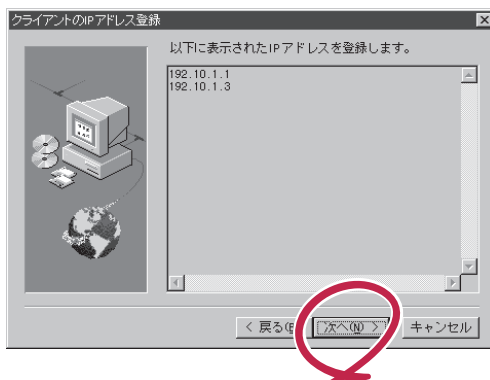 クライアントのIPアドレス登録
以下に表示されたIPアドレスを登録します。
192.10.1.1
192.10.1.3
< 戻る(B)
次へ(N) >
キャンセル